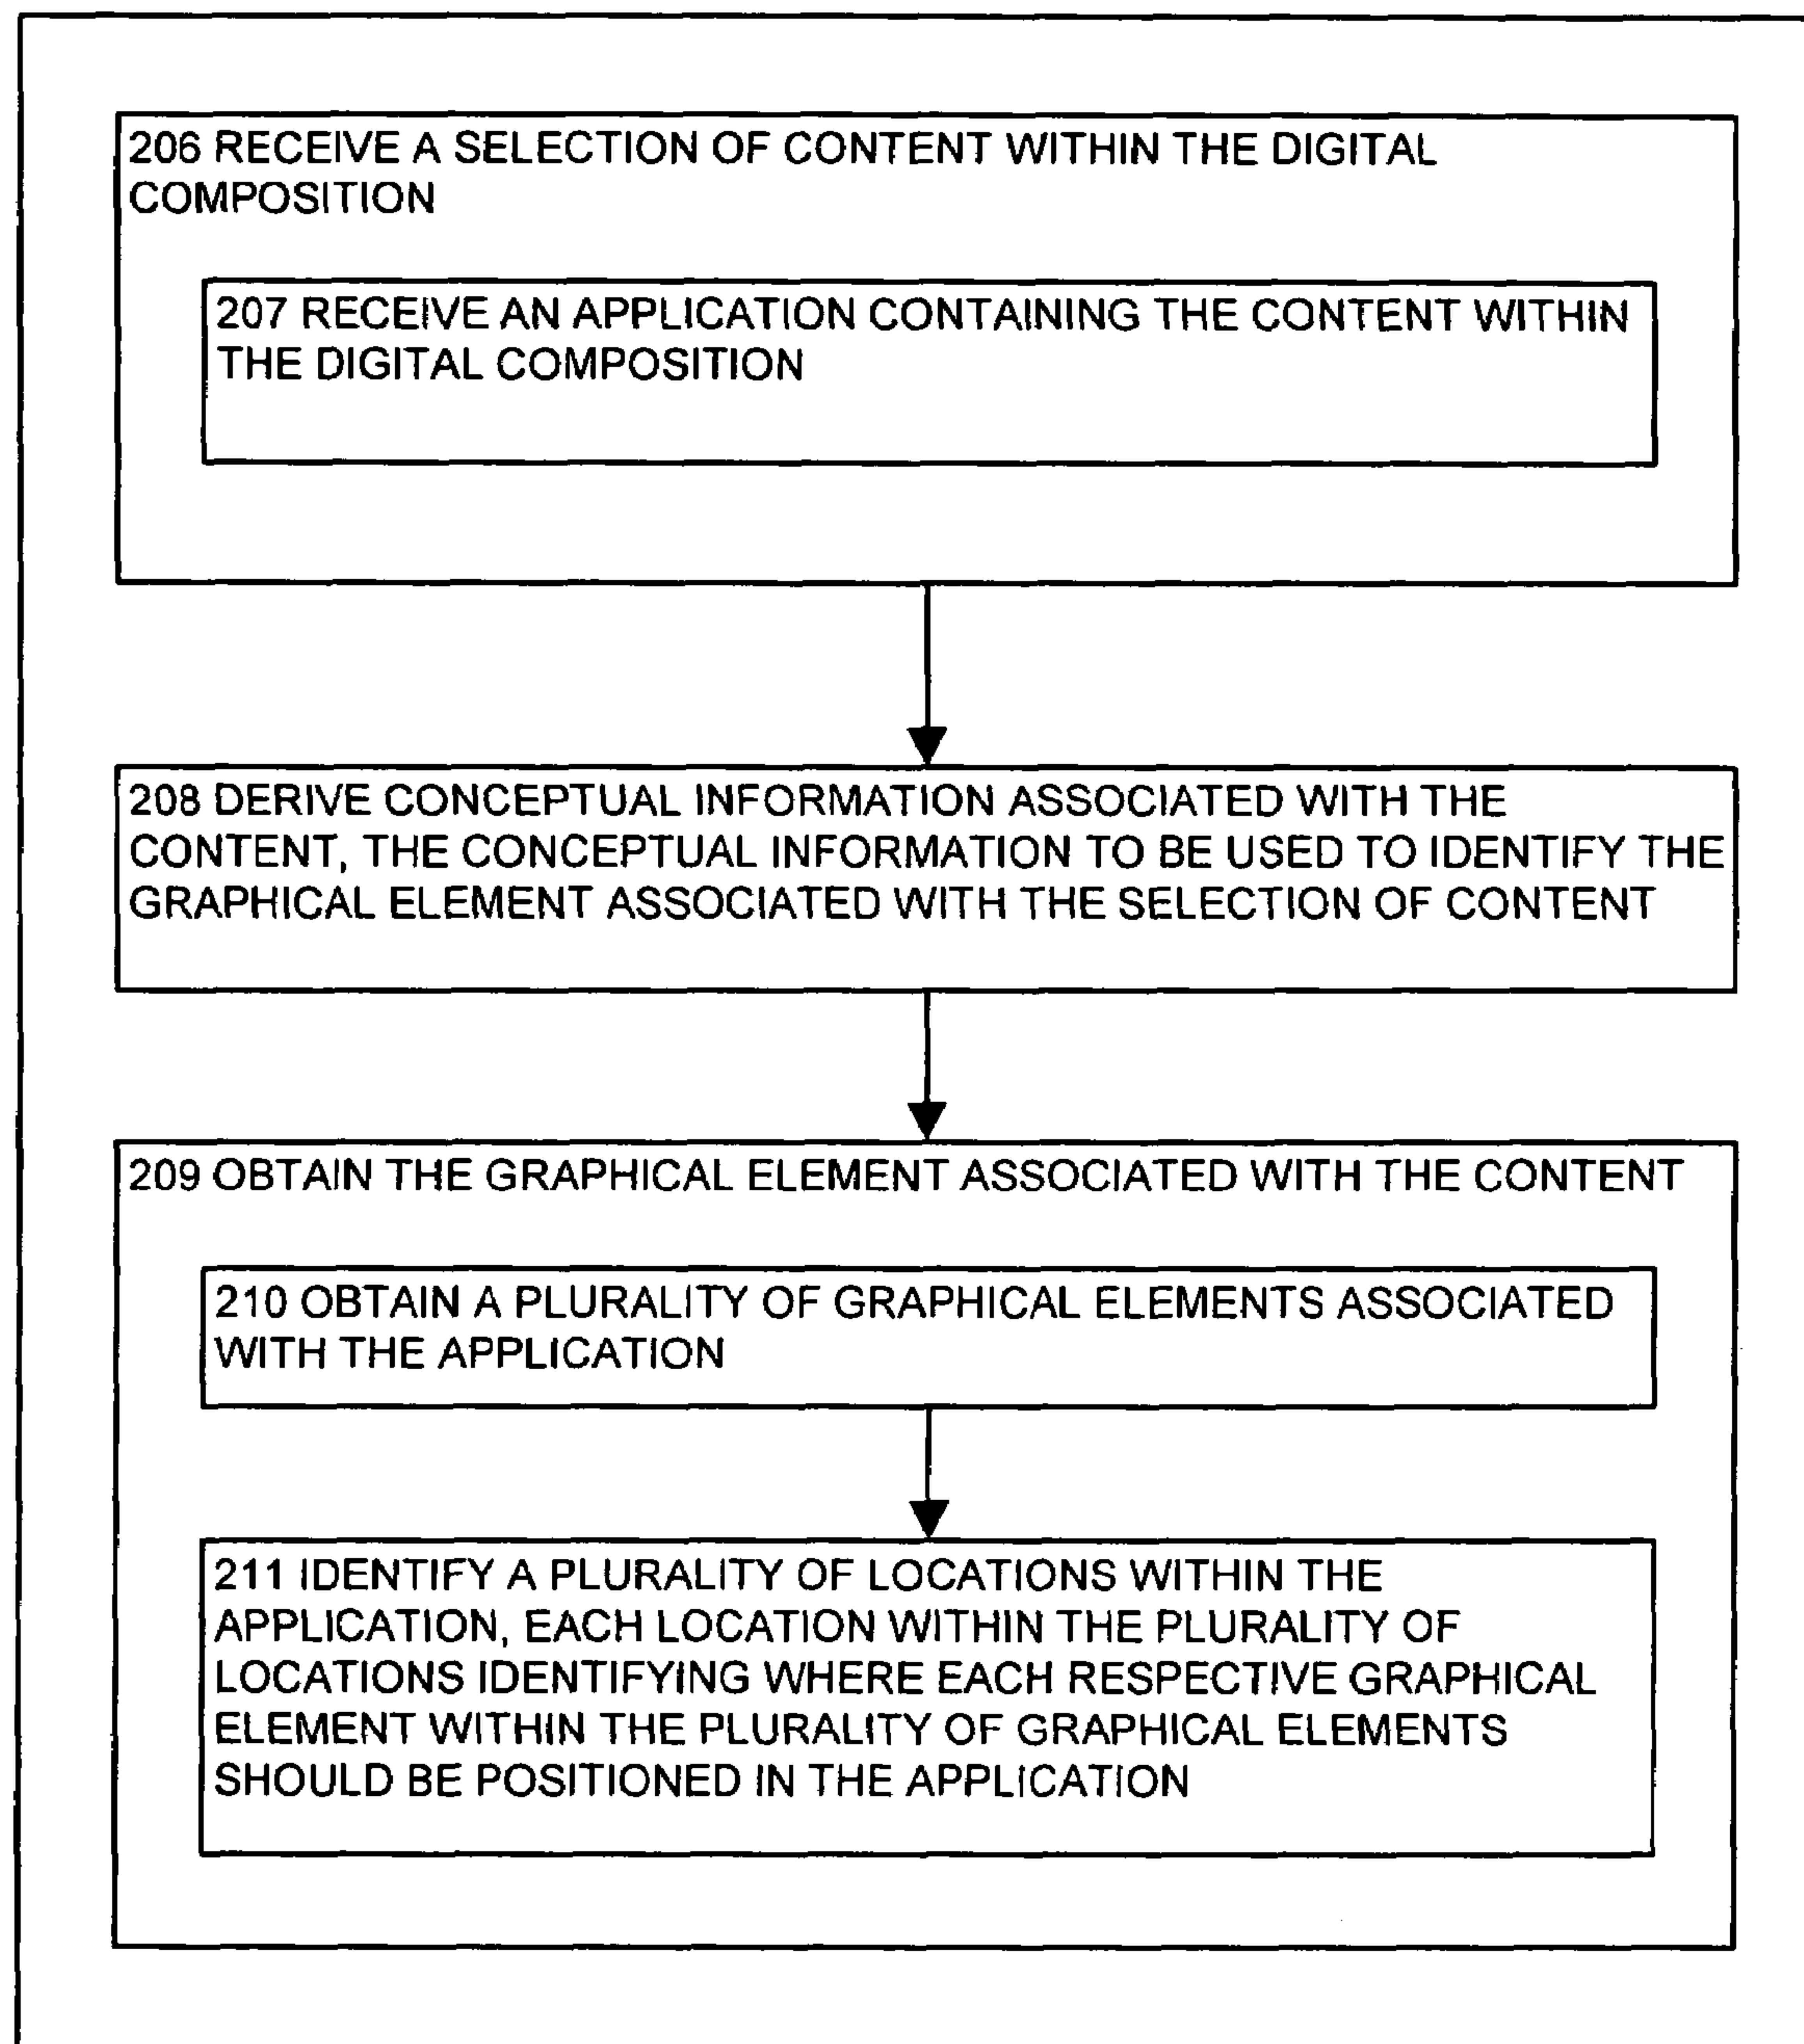 206 RECEIVE A SELECTION OF CONTENT WITHIN THE DIGITAL
COMPOSITION
207 RECEIVE AN APPLICATION CONTAINING THE CONTENT WITHIN
THE DIGITAL COMPOSITION
208 DERIVE CONCEPTUAL INFORMATION ASSOCIATED WITH THE
CONTENT, THE CONCEPTUAL INFORMATION TO BE USED TO IDENTIFY THE
GRAPHICAL ELEMENT ASSOCIATED WITH THE SELECTION OF CONTENT
209 OBTAIN THE GRAPHICAL ELEMENT ASSOCIATED WITH THE CONTENT
210 OBTAIN A PLURALITY OF GRAPHICAL ELEMENTS ASSOCIATED
WITH THE APPLICATION
211 IDENTIFY A PLURALITY OF LOCATIONS WITHIN THE
APPLICATION, EACH LOCATION WITHIN THE PLURALITY OF
LOCATIONS IDENTIFYING WHERE EACH RESPECTIVE GRAPHICAL
ELEMENT WITHIN THE PLURALITY OF GRAPHICAL ELEMENTS
SHOULD BE POSITIONED IN THE APPLICATION